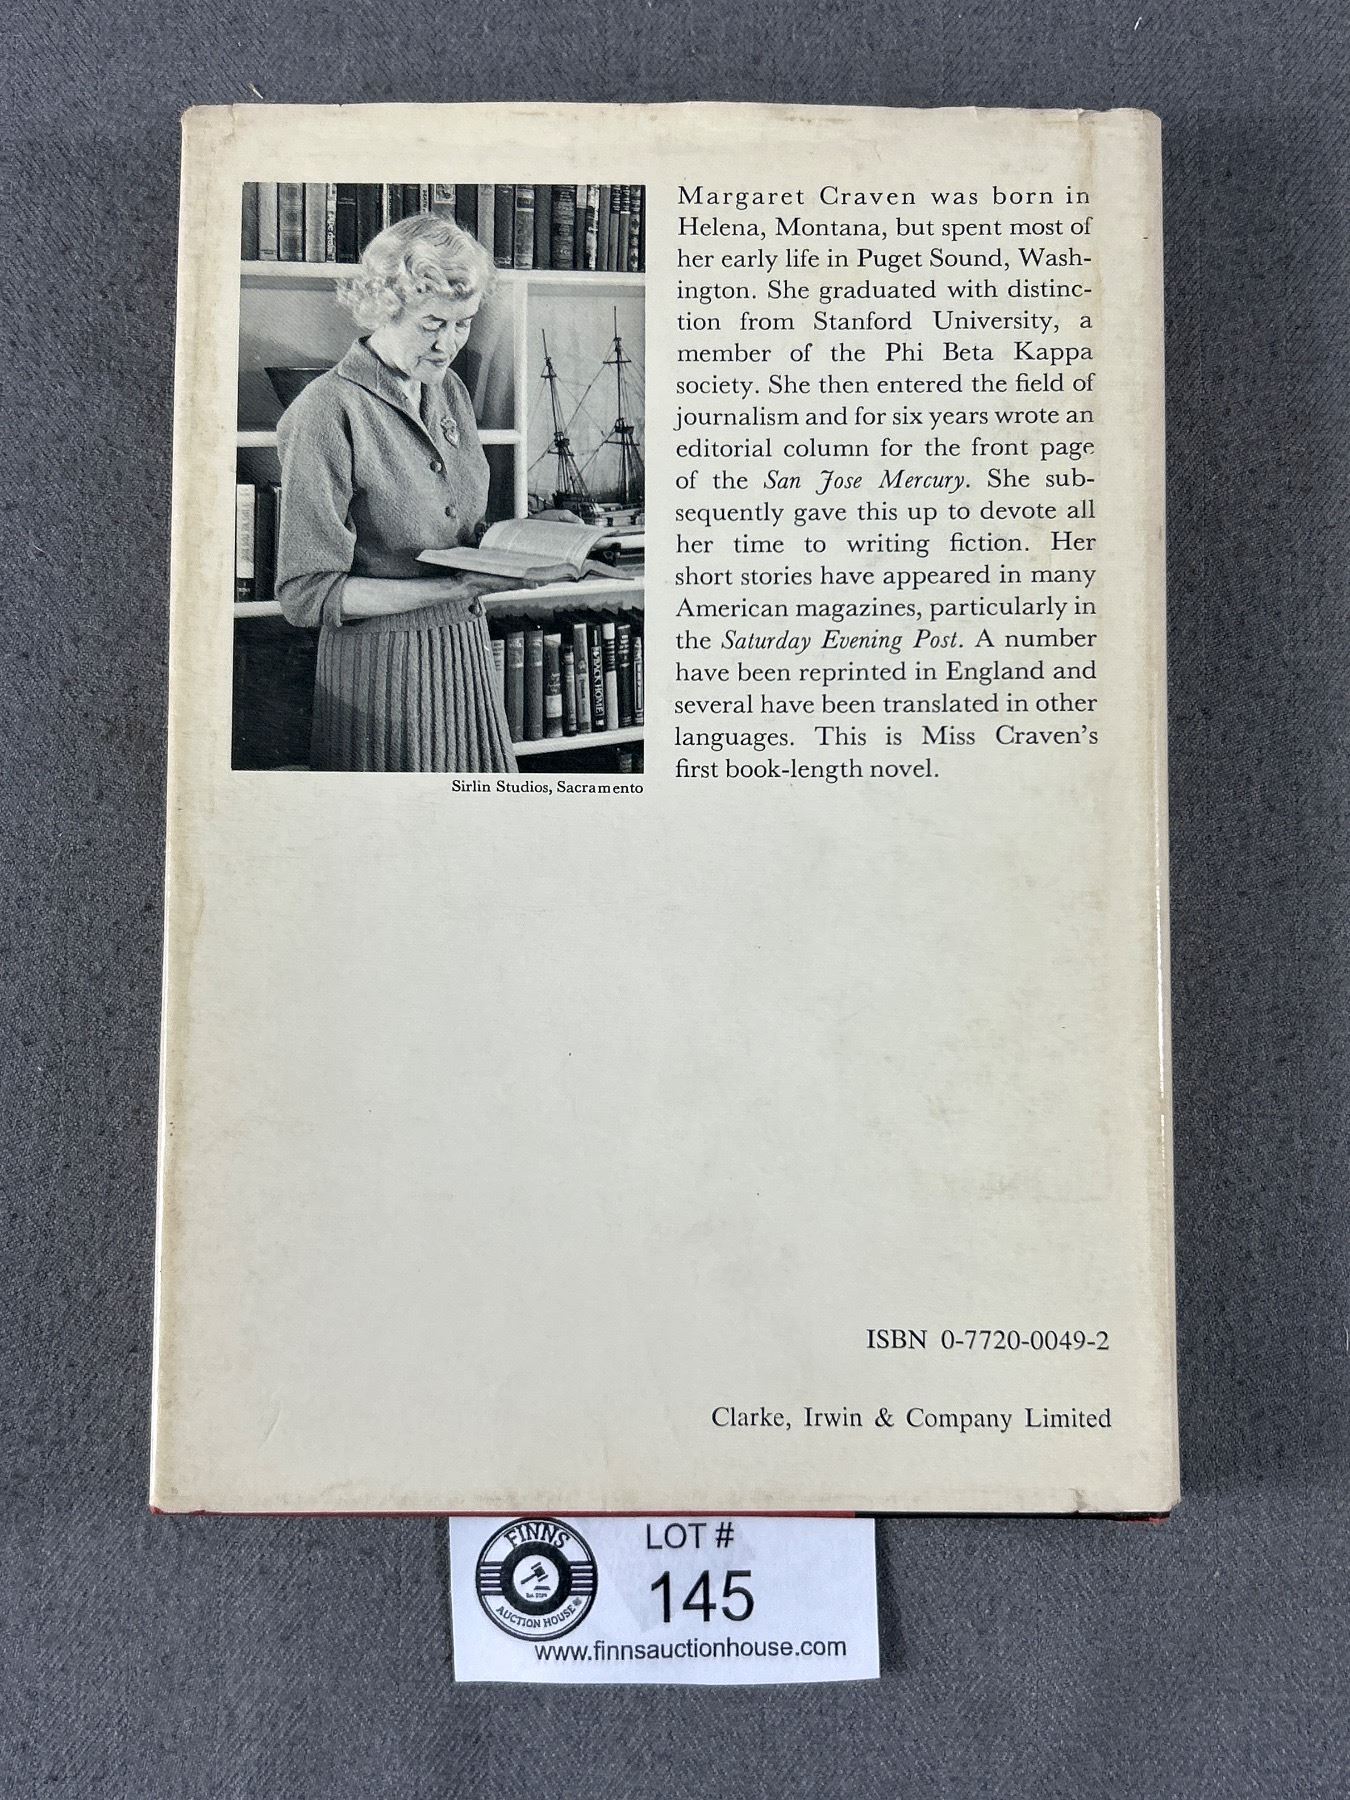 Margaret Craven was born in
Helena, Montana, but spent most of
her early life in Puget Sound, Wash-
ington. She graduated with distinc-
tion from Stanford University, a
member of the Phi Beta Kappa
society. She then entered the field of
journalism and for six years wrote an
editorial column for the front page
of the San Jose Mercury. She sub-
sequently gave this up to devote all
her time to writing fiction. Her
short stories have appeared in many
American magazines, particularly in
the Saturday Evening Post. A number
have been reprinted in England and
several have been translated in other
languages. This is Miss Craven's
first book-length novel.
Sirlin Studios, Sacramento
ISBN 0-7720-0049-2
Clarke, Irwin & Company Limited
FINNS
AUCTION HOUSE
LOT #
145
www.finnsauctionhouse.com